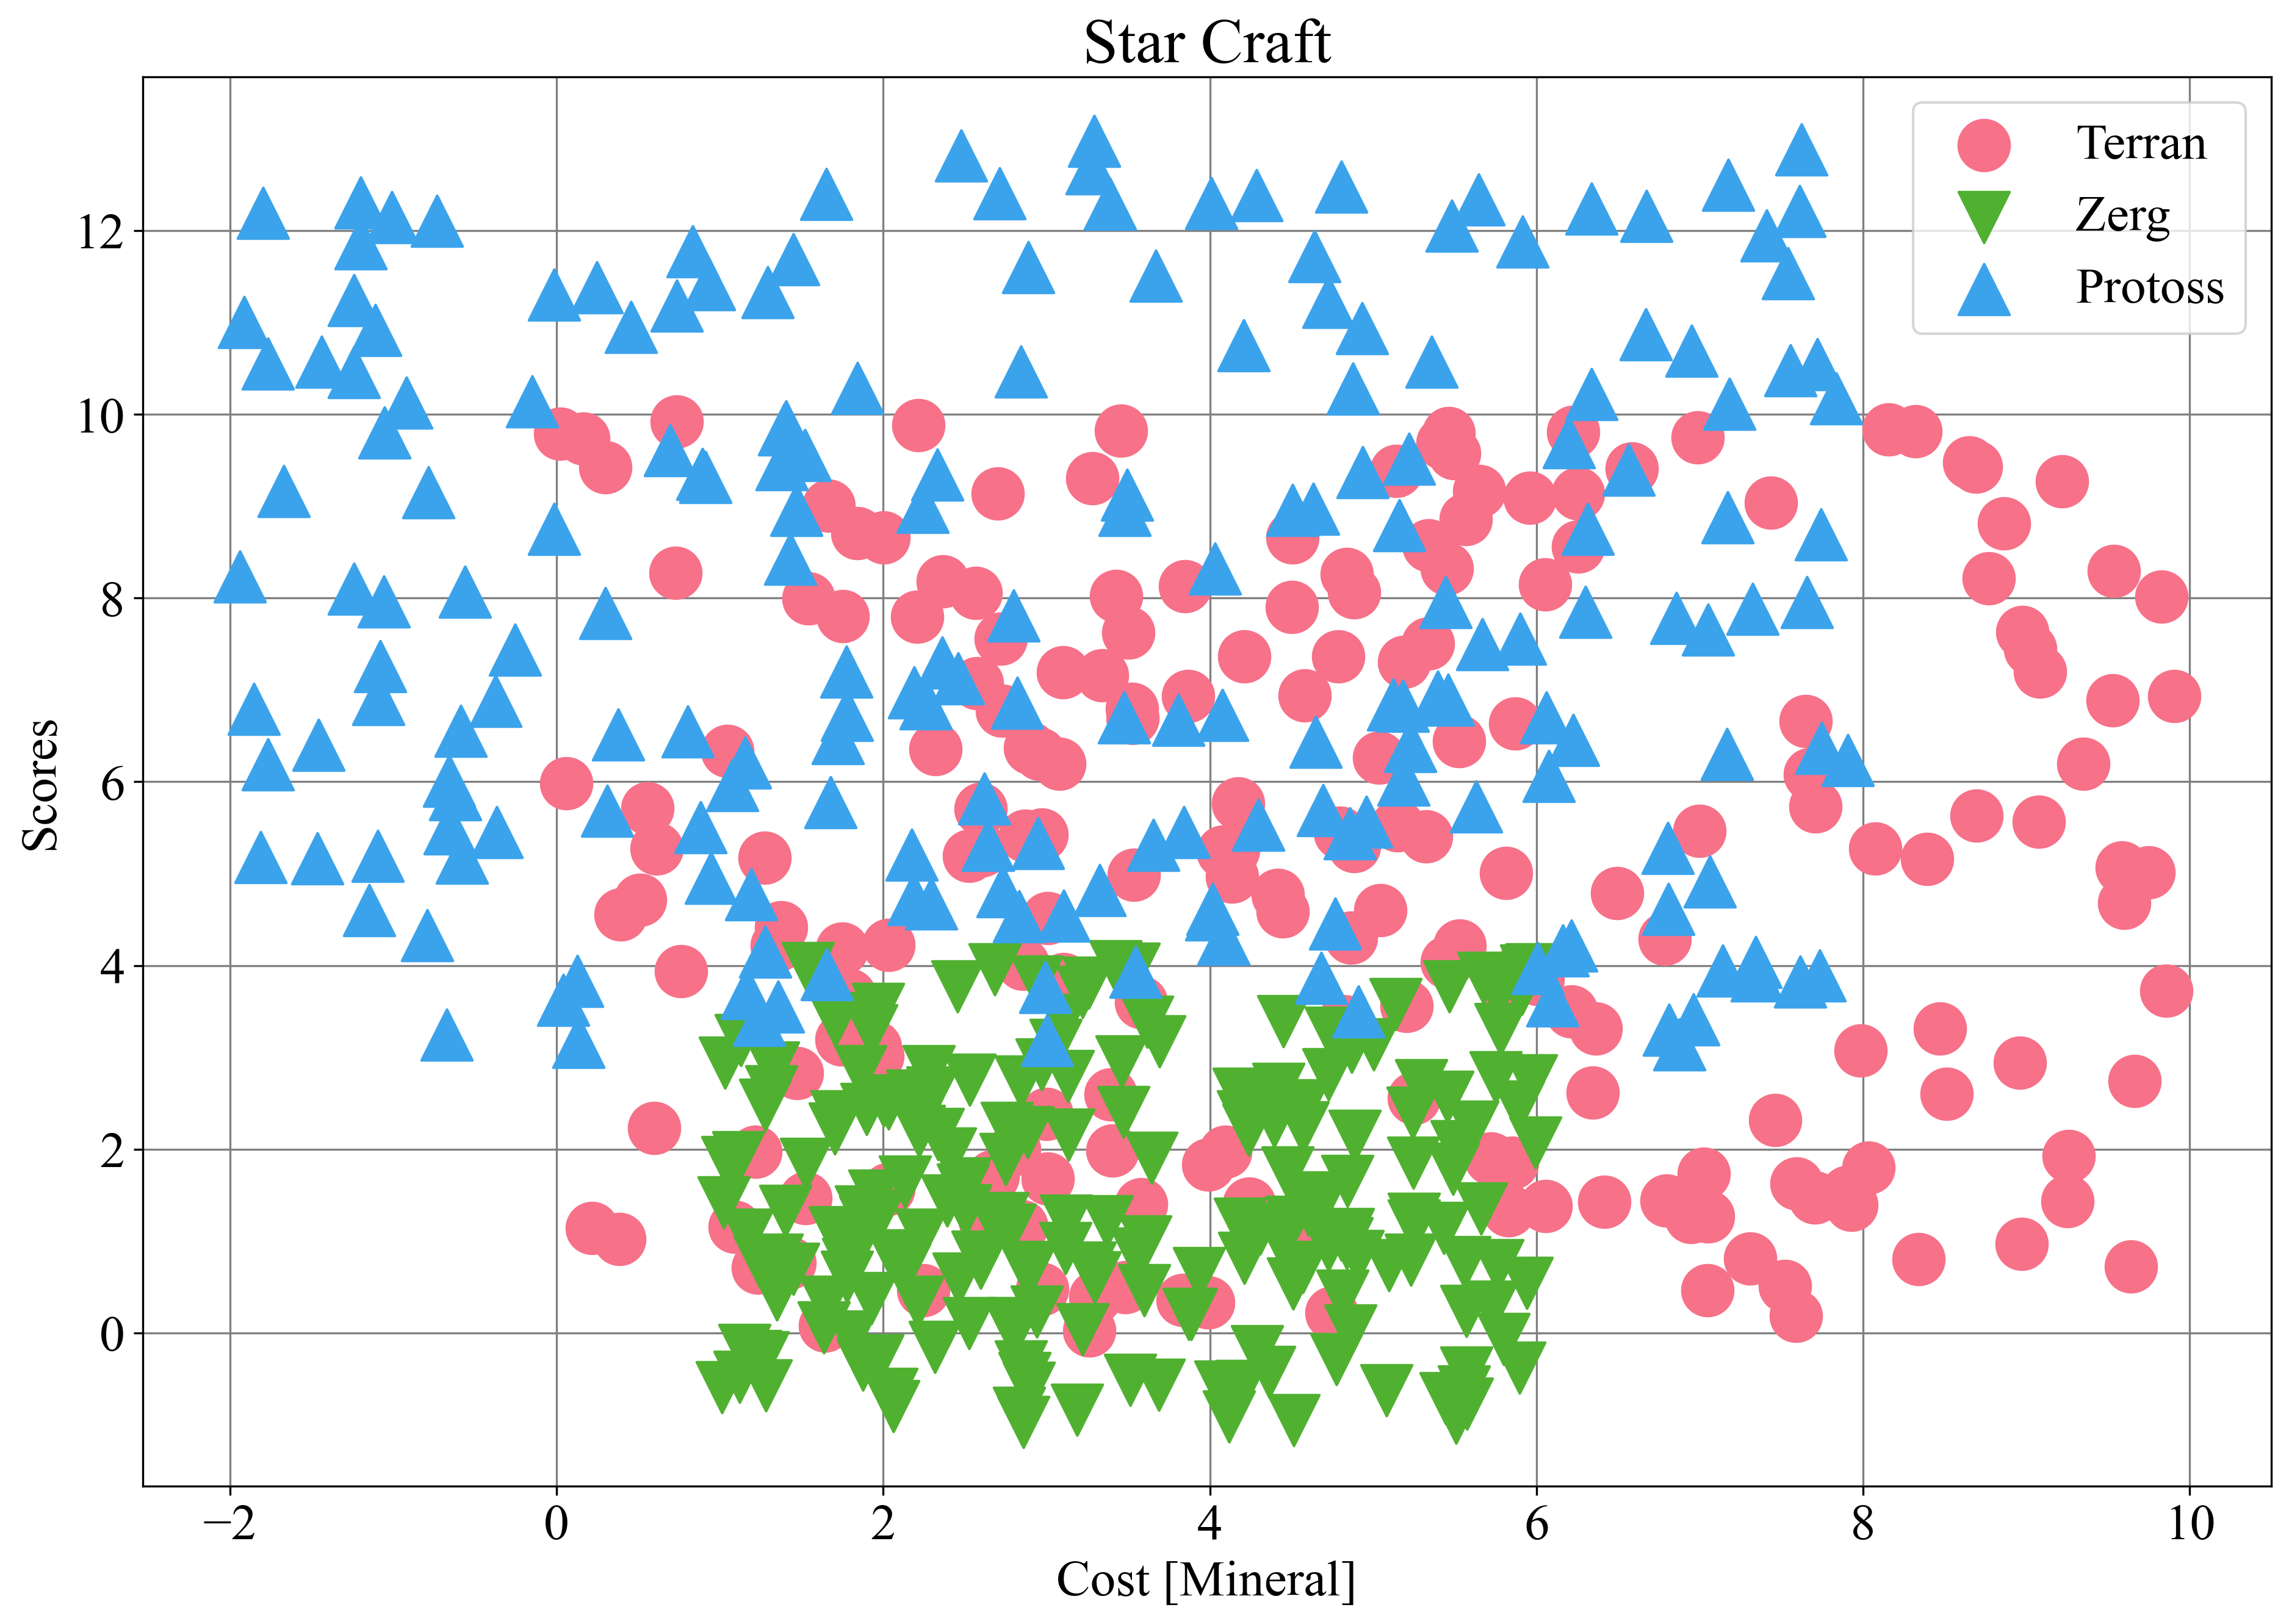 Star Craft
Terran
Zerg
Protoss
12
10
8
6
4
2
0
Scores
−2 0 2 4 6 8 10
Cost [Mineral]